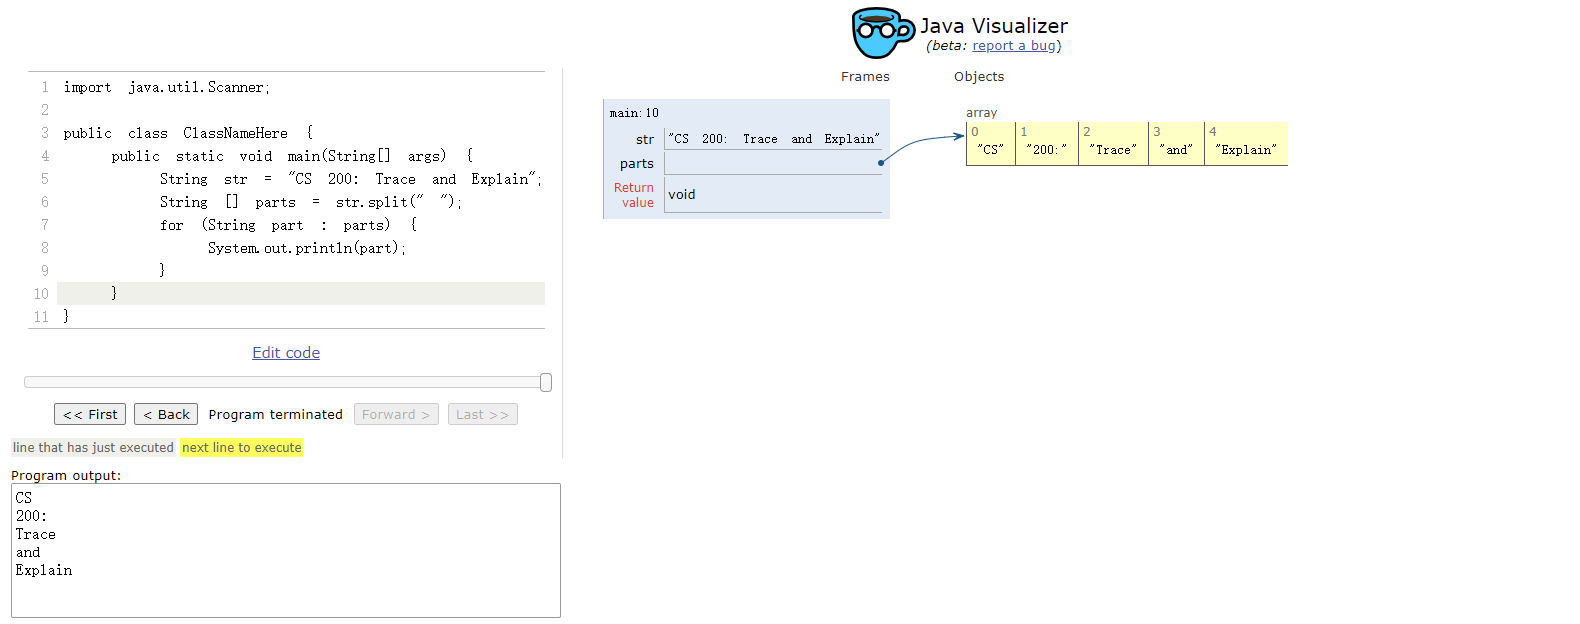 Java Visualizer
(beta: report a bug)
1 import java.util.Scanner;
2
3 public class ClassNameHere {
4 public static void main(String[] args) {
5 String str = "CS 200: Trace and Explain";
6 String [] parts = str.split(" ");
7 for (String part : parts) {
8 System.out.println(part);
9 }
10 }
11 }
Edit code
<< First < Back Program terminated Forward > Last >>
line that has just executed next line to execute
Program output:
CS
200:
Trace
and
Explain
Frames Objects
main:10
str "CS 200: Trace and Explain"
parts
Return value void
array
0 1 2 3 4
"CS" "200:" "Trace" "and" "Explain"